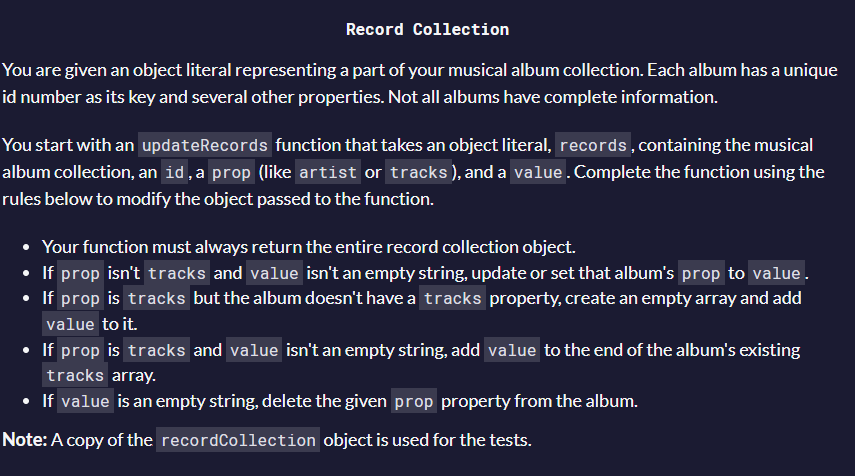 Record Collection
You are given an object literal representing a part of your musical album collection. Each album has a unique
id number as its key and several other properties. Not all albums have complete information.
You start with an updateRecords function that takes an object literal, records, containing the musical
album collection, an id, a prop (like artist or tracks), and a value. Complete the function using the
rules below to modify the object passed to the function.
• Your function must always return the entire record collection object.
• If prop isn't tracks and value isn't an empty string, update or set that album's prop to value.
• If prop is tracks but the album doesn't have a tracks property, create an empty array and add
value to it.
• If prop is tracks and value isn't an empty string, add value to the end of the album's existing
tracks array.
• If value is an empty string, delete the given prop property from the album.
Note: A copy of the recordCollection object is used for the tests.